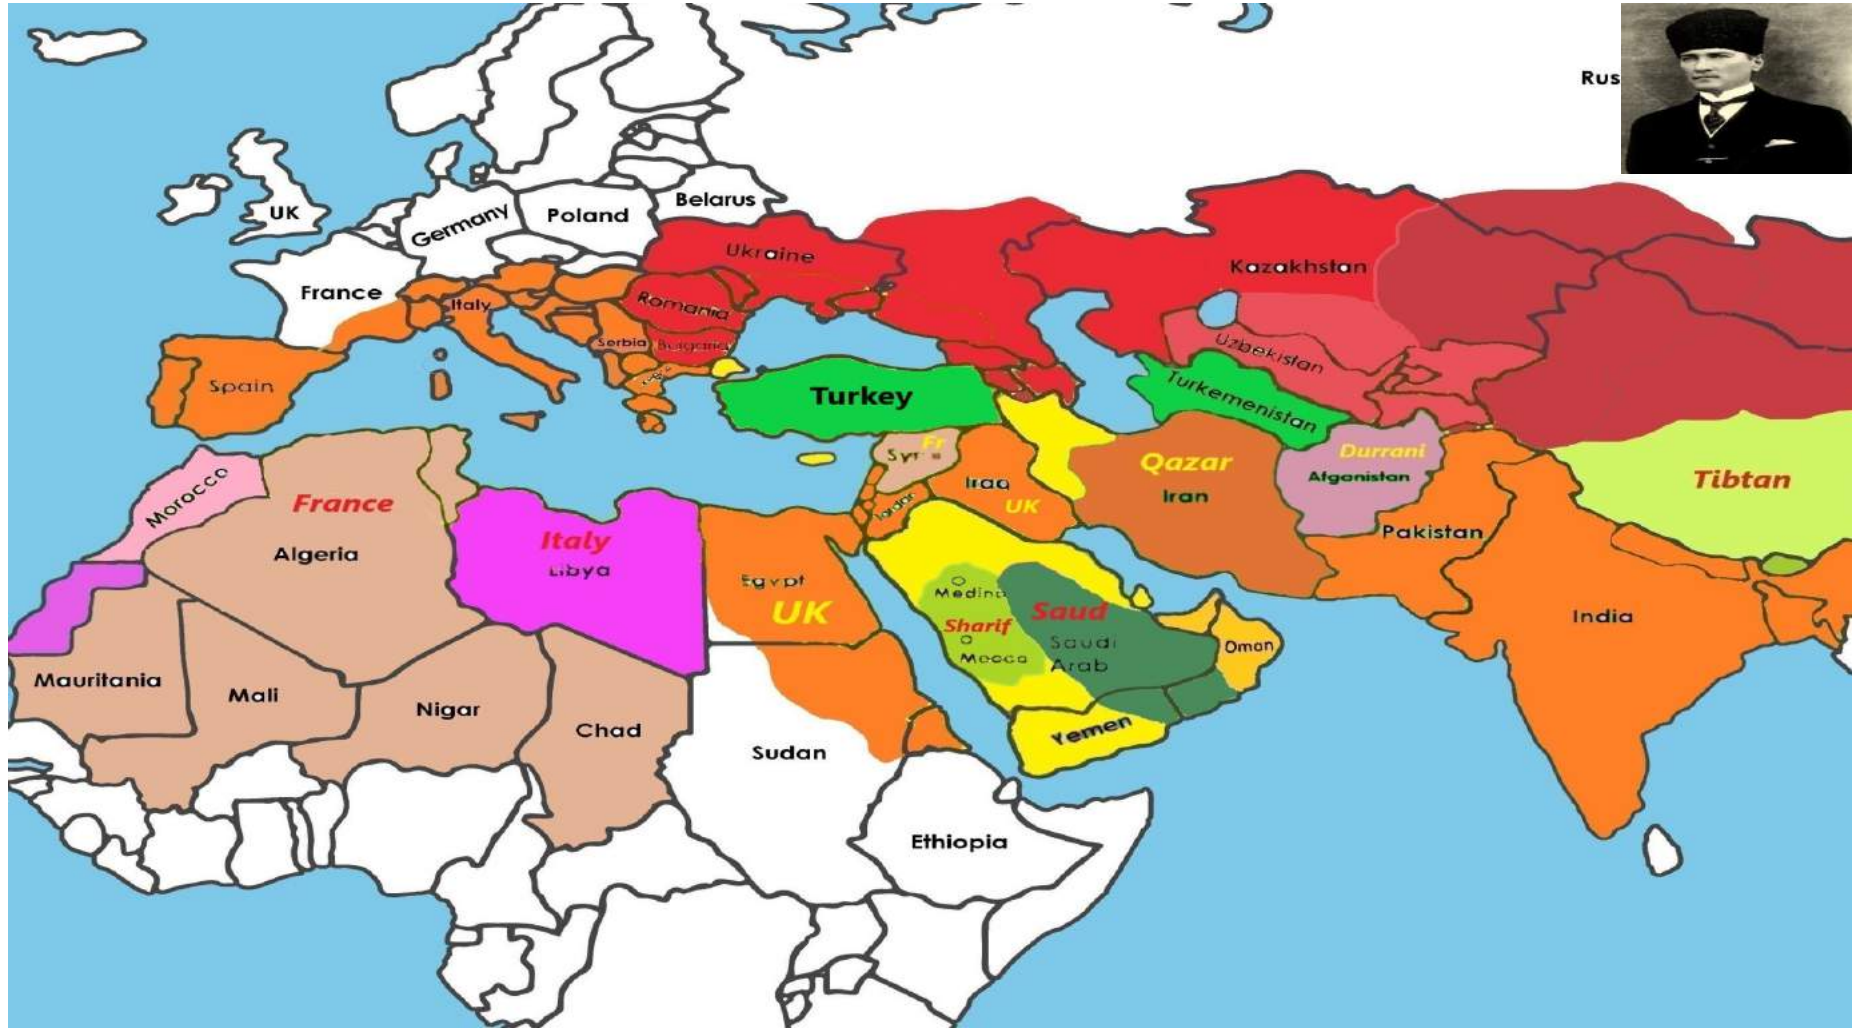 Rus
Belarus
UK
Germany
Poland
Ukraine
Kazakhstan
France
Italy
Romania
Serbia
Bulgaria
Uzbekistan
Spain
Turkey
Turkemenistan
Fr
Qazar
Durrani
Morocco
Iraq
Iran
Afganistan
Tibtan
France
UK
Pakistan
Algeria
Italy
Libya
Egypt
UK
Medina
Saud
Sharif
India
Saudi
Mecca
Arab
Oman
Mauritania
Mali
Nigar
Chad
Yemen
Sudan
Ethiopia